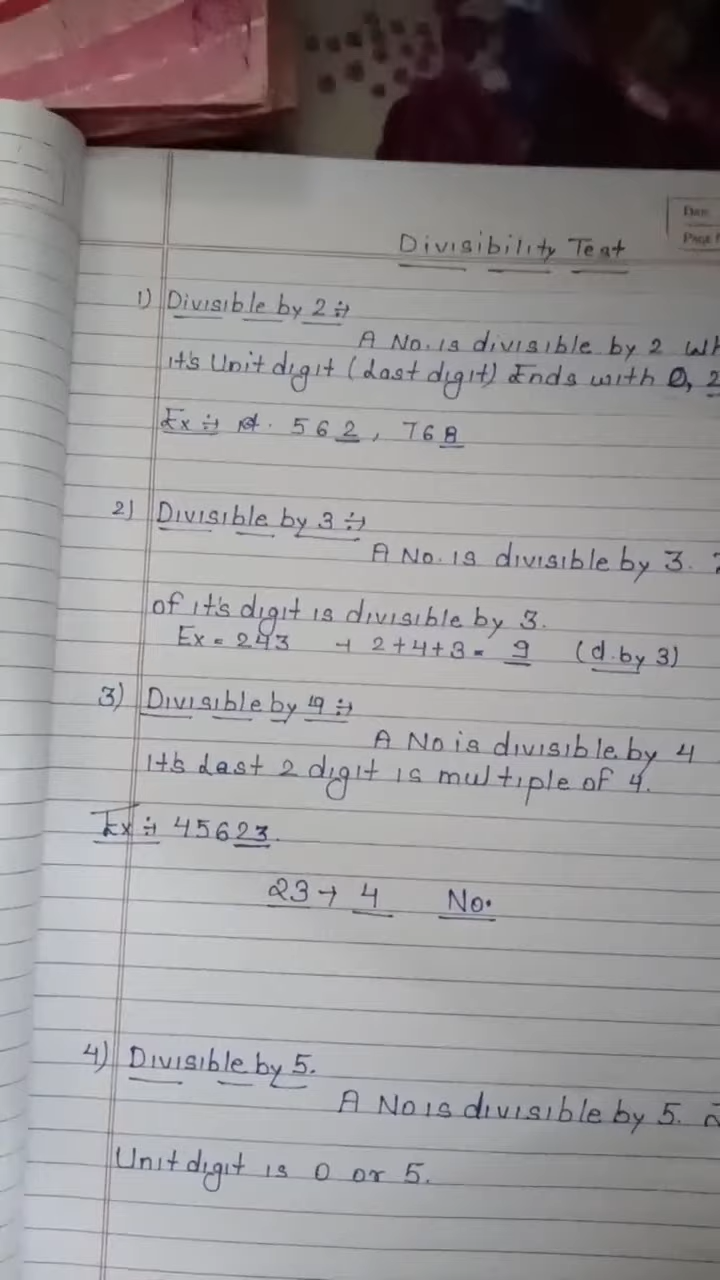 Date
Page
Divisibility Test
1) Divisible by 2 ÷→
A No. is divisible by 2
it's Unit digit (Last digit) Ends with 0, 2
Ex ÷→ 562, 768
2) Divisible by 3 ÷→
A No. is divisible by 3.
of it's digit is divisible by 3.
Ex = 243 → 2+4+3 = 9 (d. by 3)
3) Divisible by 4 ÷→
A No is divisible by 4
it's Last 2 digit is multiple of 4.
Ex ÷→ 45623.
23 → 4 No.
4) Divisible by 5.
A No is divisible by 5.
Unit digit is 0 or 5.